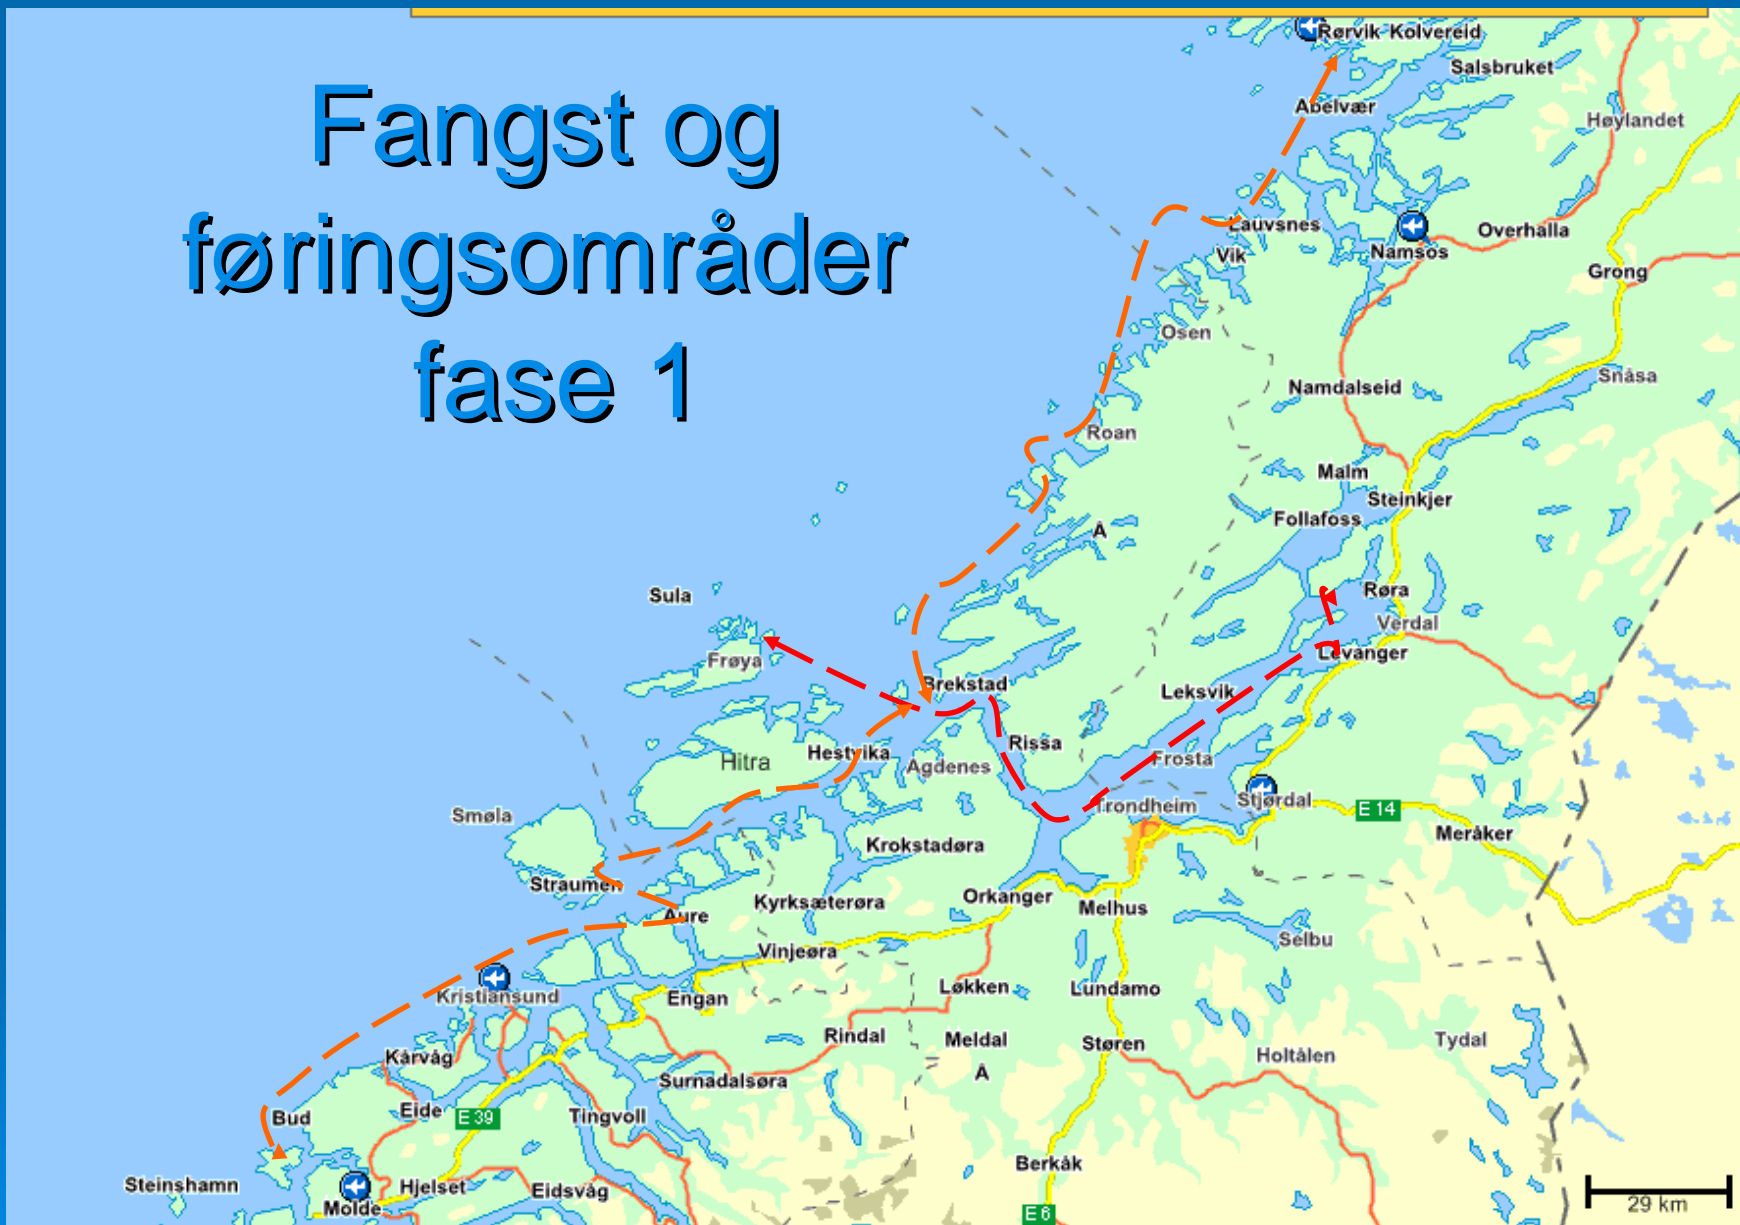 Fangst og
føringsområder
fase 1
Rørvik Kolvereid
Salsbruket
Abelvær
Høylandet
Lauvsnes
Overhalla
Namsos
Vik
Grong
Osen
Snåsa
Namdalseid
Roan
Malm
Steinkjer
Follafoss
Å
Røra
Sula
Verdal
Levanger
Frøya
Brekstad
Leksvik
Rissa
Hestvika
Frosta
Hitra
Agdenes
Trondheim
Stjørdal
E 14
Smøla
Meråker
Krokstadøra
Straumen
Orkanger
Kyrksæterøra
Melhus
Aure
Selbu
Vinjeøra
Løkken
Lundamo
Kristiansund
Engan
Rindal
Meldal
Støren
Tydal
Kårvåg
Holtålen
Å
Surnadalsøra
Eide
E 39
Tingvoll
Bud
Berkåk
Steinshamn
Hjelset
Eidsvåg
Molde
29 km
E 6